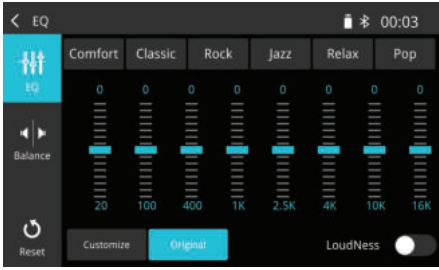 EQ 00:03
Comfort Classic Rock Jazz Relax Pop
EQ
0 0 0 0 0 0 0 0
Balance
20 100 400 1K 2.5K 4K 10K 16K
Reset
Customize Original LoudNess